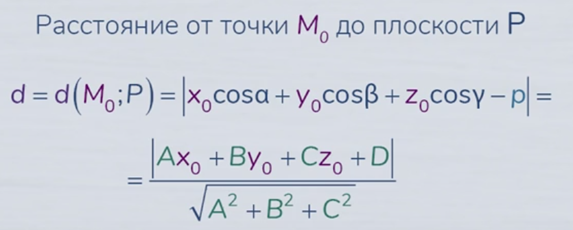 Расстояние от точки M₀ до плоскости P
d = d(M₀;P) = |x₀cosα + y₀cosβ + z₀cosγ − p| =
= |Ax₀ + By₀ + Cz₀ + D| / √(A² + B² + C²)